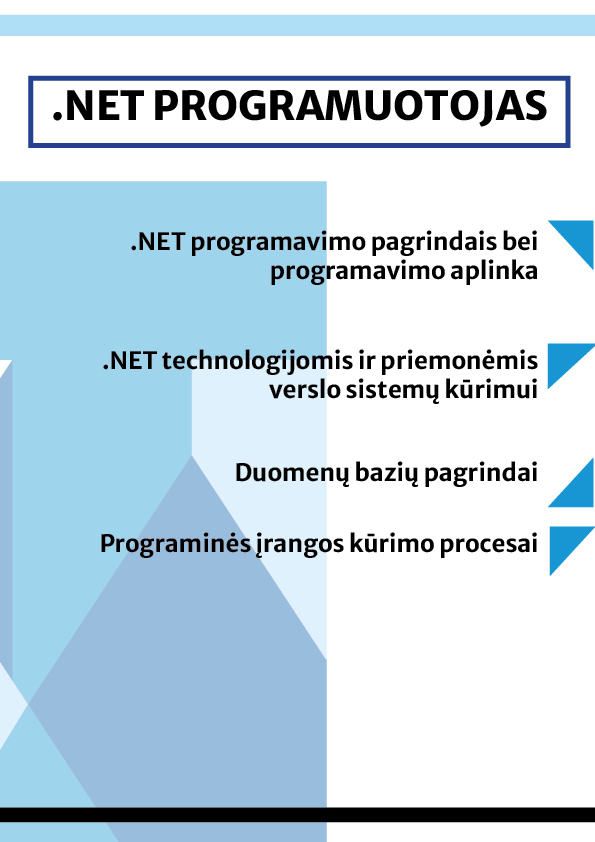 .NET PROGRAMUOTOJAS
.NET programavimo pagrindais bei
programavimo aplinka
.NET technologijomis ir priemonėmis
verslo sistemų kūrimui
Duomenų bazių pagrindai
Programinės įrangos kūrimo procesai